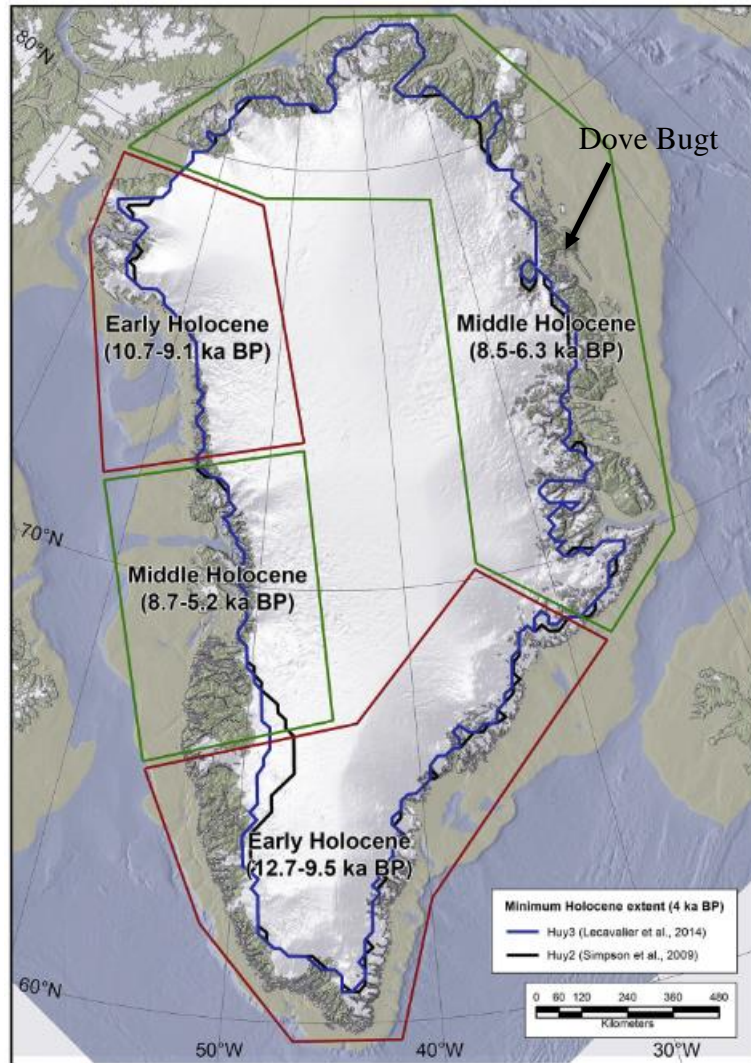 80°N
Dove Bugt
Early Holocene
(10.7-9.1 ka BP)
Middle Holocene
(8.5-6.3 ka BP)
70°N
Middle Holocene
(8.7-5.2 ka BP)
Early Holocene
(12.7-9.5 ka BP)
Minimum Holocene extent (4 ka BP)
Huy3 (Lecavalier et al., 2014)
Huy2 (Simpson et al., 2009)
0 60 120 240 360 480
Kilometers
60°N
50°W
40°W
30°W